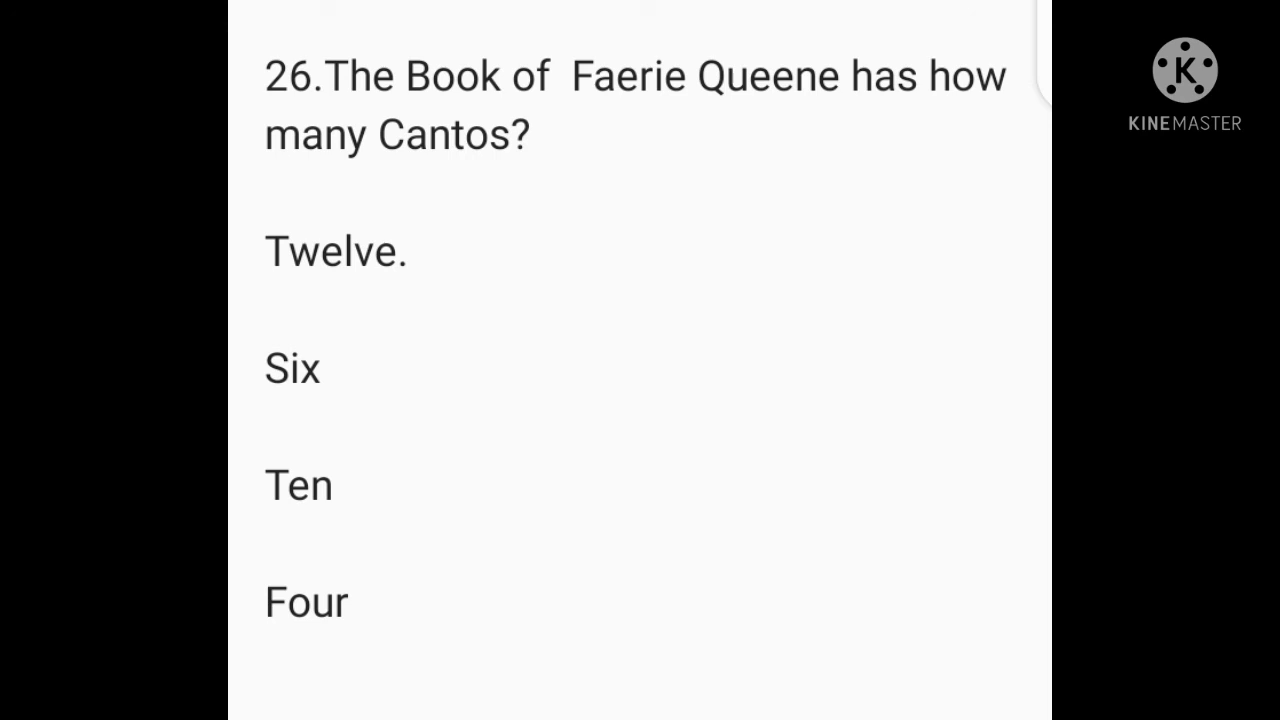 26.The Book of  Faerie Queene has how
many Cantos?
Twelve.
Six
Ten
Four
K
KINEMASTER